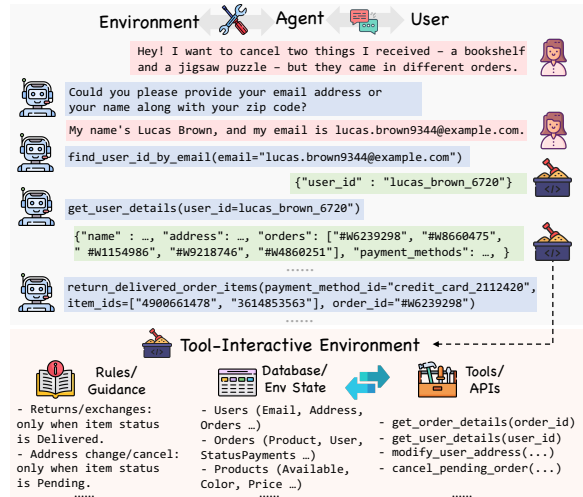 Environment Agent User
Hey! I want to cancel two things I received – a bookshelf
and a jigsaw puzzle – but they came in different orders.
Could you please provide your email address or
your name along with your zip code?
My name's Lucas Brown, and my email is lucas.brown9344@example.com.
find_user_id_by_email(email="lucas.brown9344@example.com")
{"user_id" : "lucas_brown_6720"}
get_user_details(user_id=lucas_brown_6720")
{"name" : …, "address": …, "orders": ["#W6239298", "#W8660475",
" #W1154986", "#W9218746", "#W4860251"], "payment_methods": …, }
……
return_delivered_order_items(payment_method_id="credit_card_2112420",
item_ids=["4900661478", "3614853563"], order_id="#W6239298")
……
Tool-Interactive Environment
Rules/
Guidance
- Returns/exchanges:
only when item status
is Delivered.
- Address change/cancel:
only when item status
is Pending.
……
Database/
Env State
- Users (Email, Address,
Orders …)
- Orders (Product, User,
StatusPayments …)
- Products (Available,
Color, Price …)
……
Tools/
APIs
- get_order_details(order_id)
- get_user_details(user_id)
- modify_user_address(...)
- cancel_pending_order(...)
……